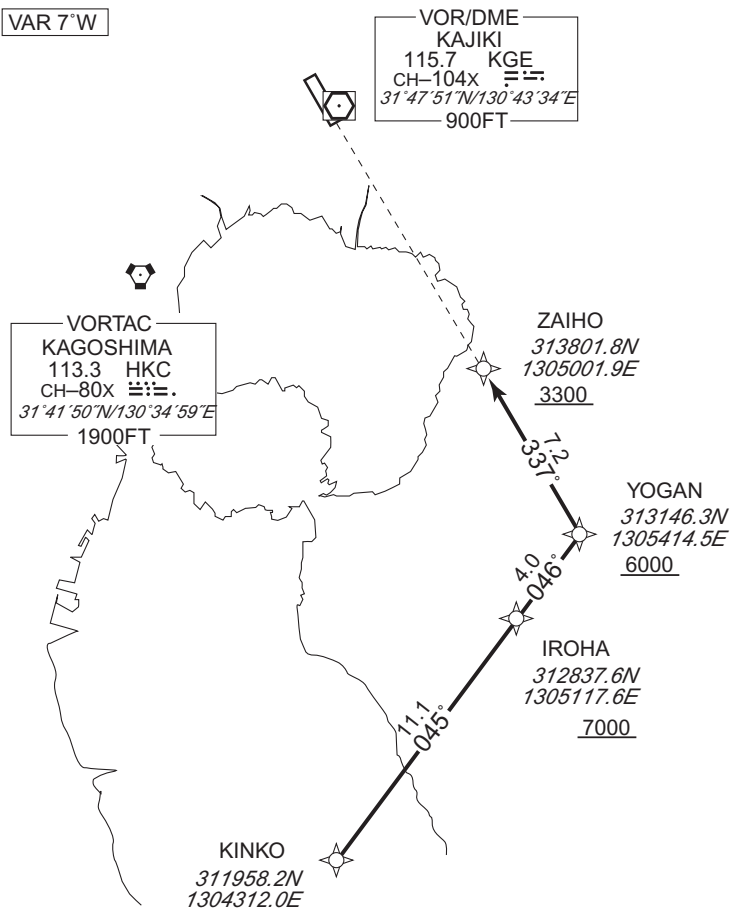 VAR 7°W
VOR/DME
KAJIKI
115.7 KGE
CH–104X
31°47´51˝N/130°43´34˝E
900FT
VORTAC
KAGOSHIMA
113.3 HKC
CH–80X
31°41´50˝N/130°34´59˝E
1900FT
ZAIHO
313801.8N
1305001.9E
3300
7.2
337°
YOGAN
313146.3N
1305414.5E
6000
4.0
046°
IROHA
312837.6N
1305117.6E
7000
11.1
045°
KINKO
311958.2N
1304312.0E